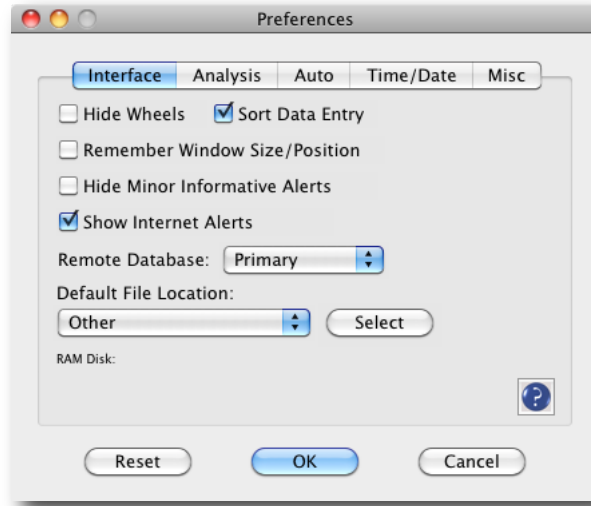 Preferences
Interface Analysis Auto Time/Date Misc
Hide Wheels Sort Data Entry
Remember Window Size/Position
Hide Minor Informative Alerts
Show Internet Alerts
Remote Database: Primary
Default File Location:
Other Select
RAM Disk:
?
Reset OK Cancel